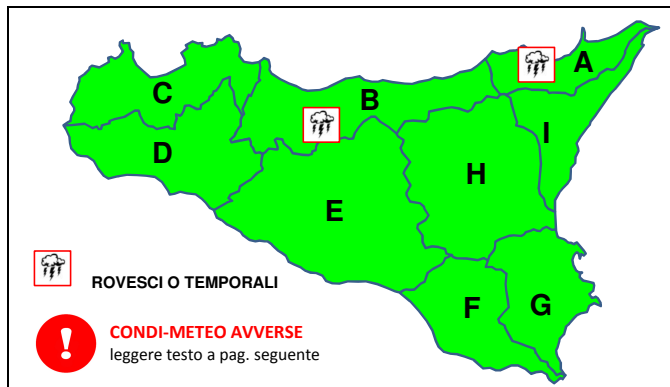 A
C
B
I
D
H
E
ROVESCI O TEMPORALI
F
G
CONDI-METEO AVVERSE
leggere testo a pag. seguente